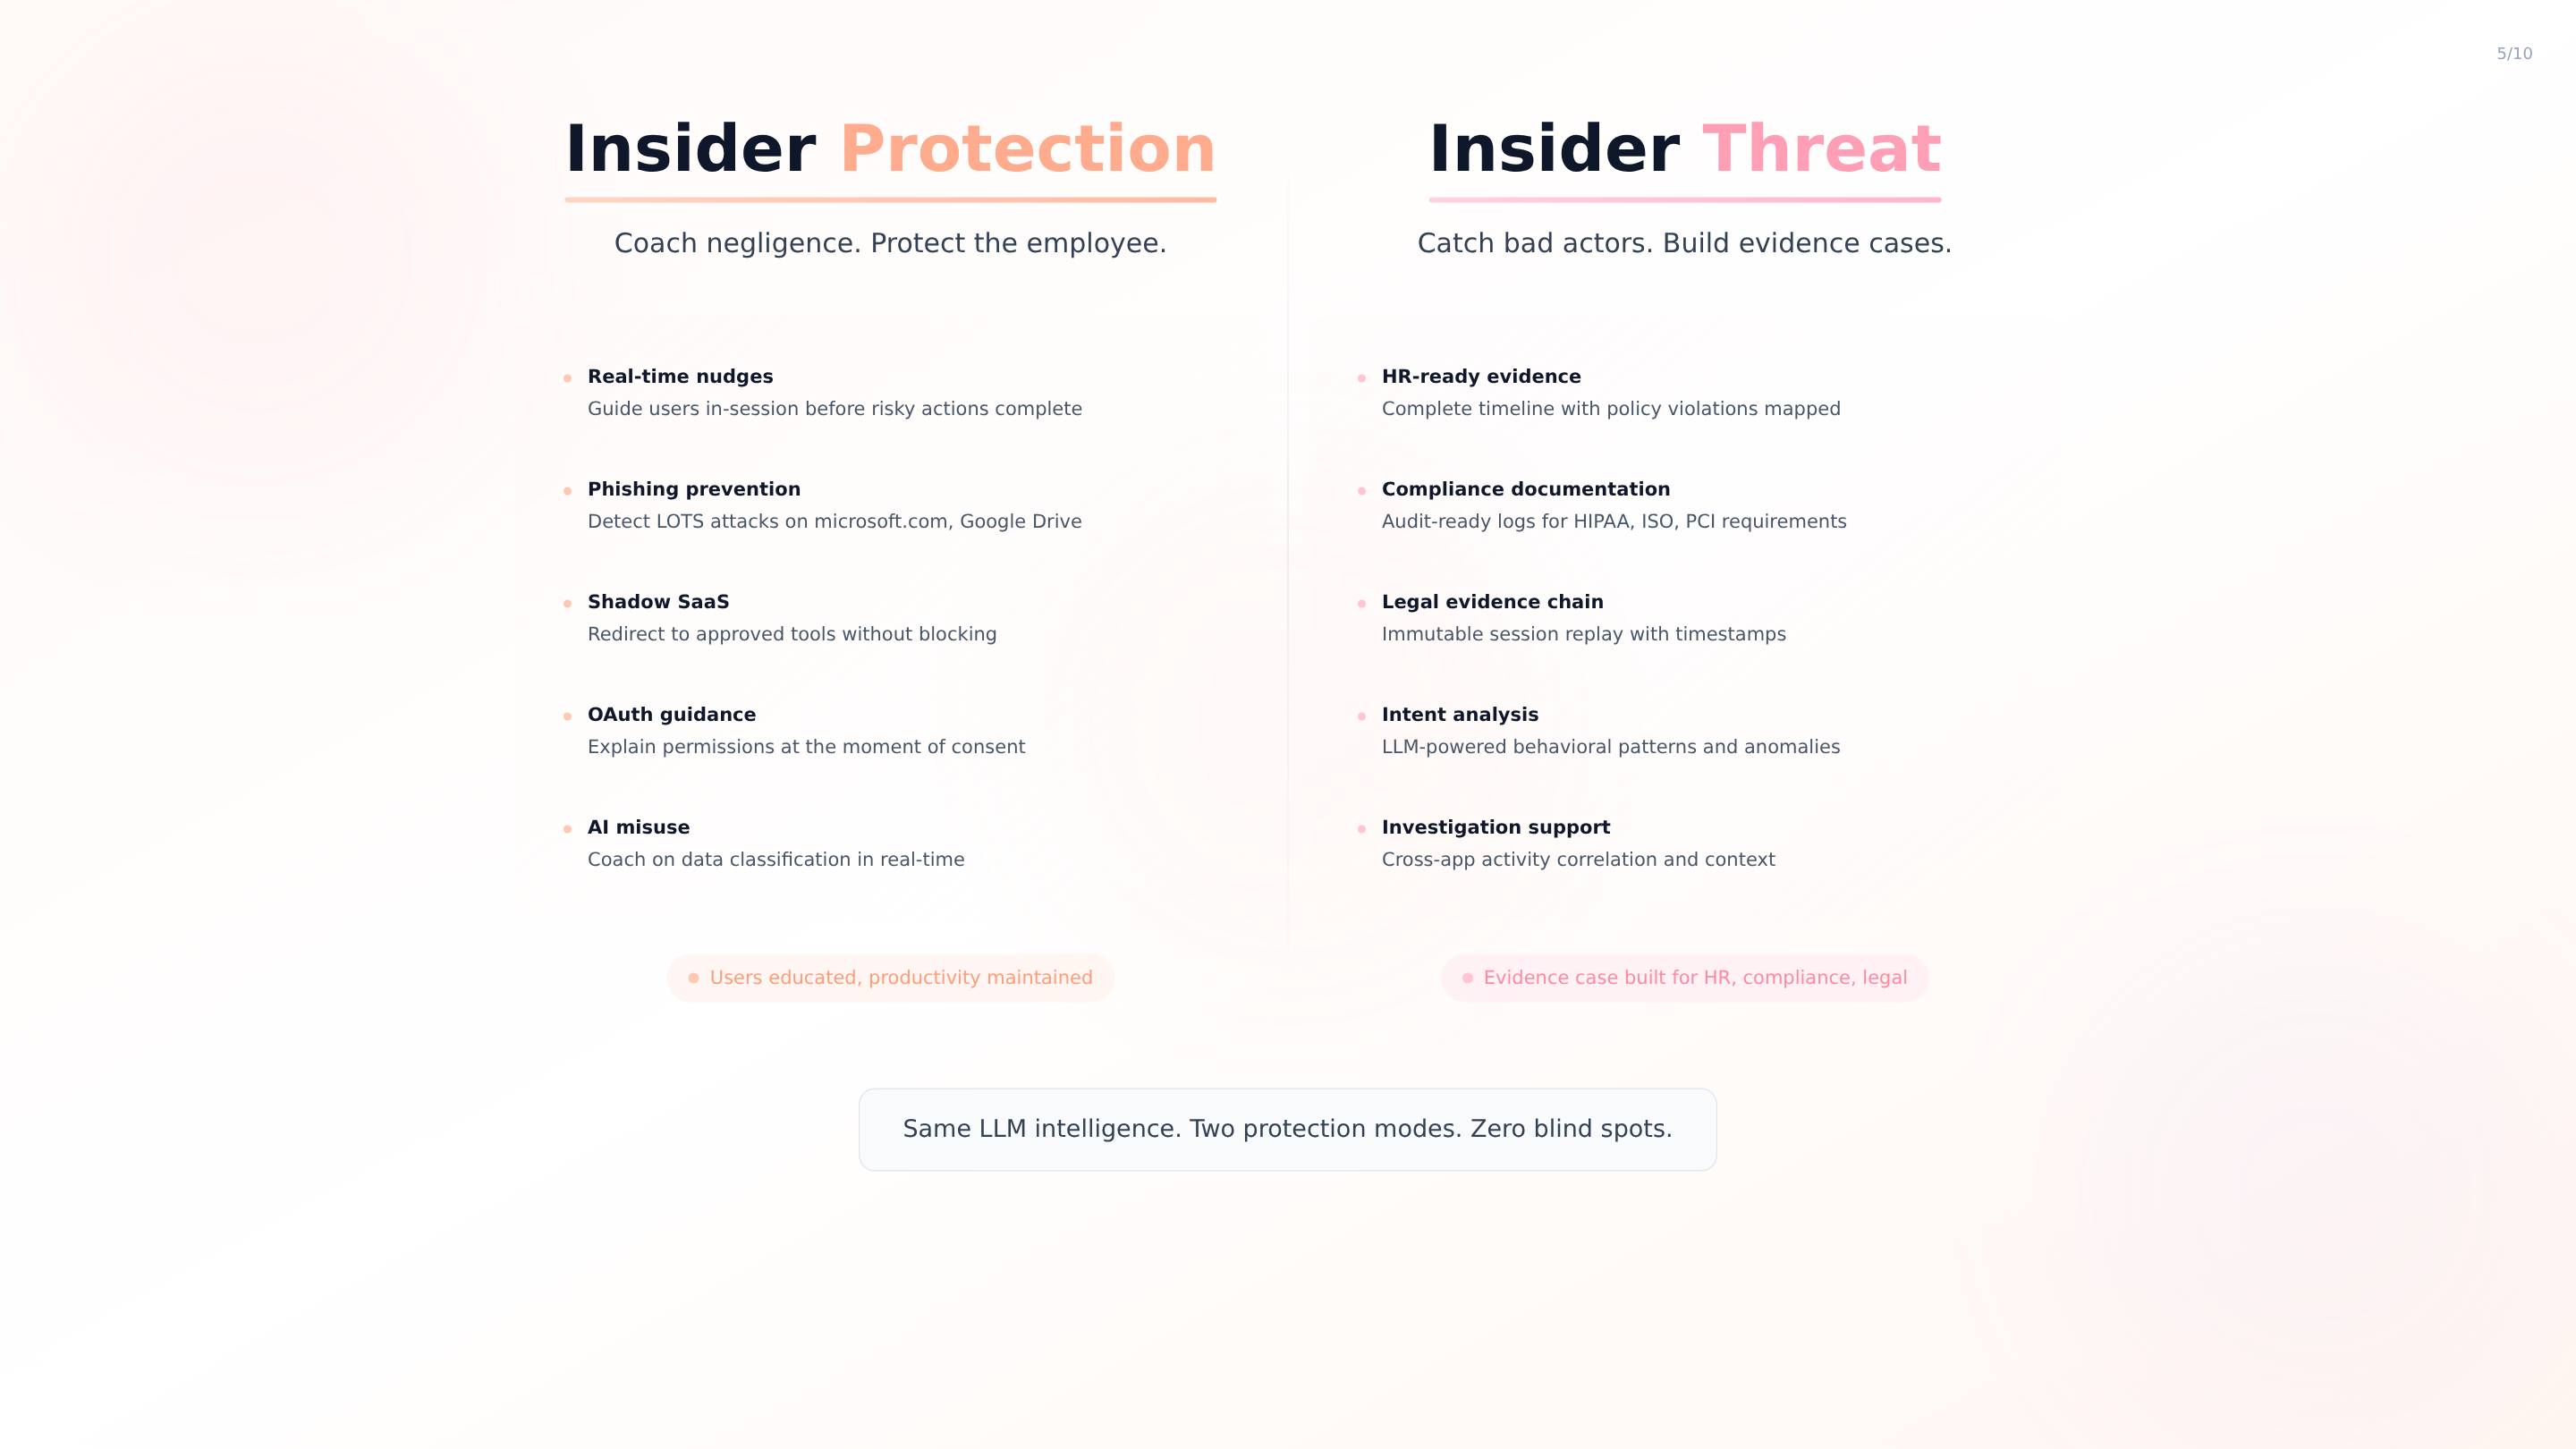 5/10
Insider Protection
Coach negligence. Protect the employee.
Real-time nudges
Guide users in-session before risky actions complete
Phishing prevention
Detect LOTS attacks on microsoft.com, Google Drive
Shadow SaaS
Redirect to approved tools without blocking
OAuth guidance
Explain permissions at the moment of consent
AI misuse
Coach on data classification in real-time
Users educated, productivity maintained
Insider Threat
Catch bad actors. Build evidence cases.
HR-ready evidence
Complete timeline with policy violations mapped
Compliance documentation
Audit-ready logs for HIPAA, ISO, PCI requirements
Legal evidence chain
Immutable session replay with timestamps
Intent analysis
LLM-powered behavioral patterns and anomalies
Investigation support
Cross-app activity correlation and context
Evidence case built for HR, compliance, legal
Same LLM intelligence. Two protection modes. Zero blind spots.